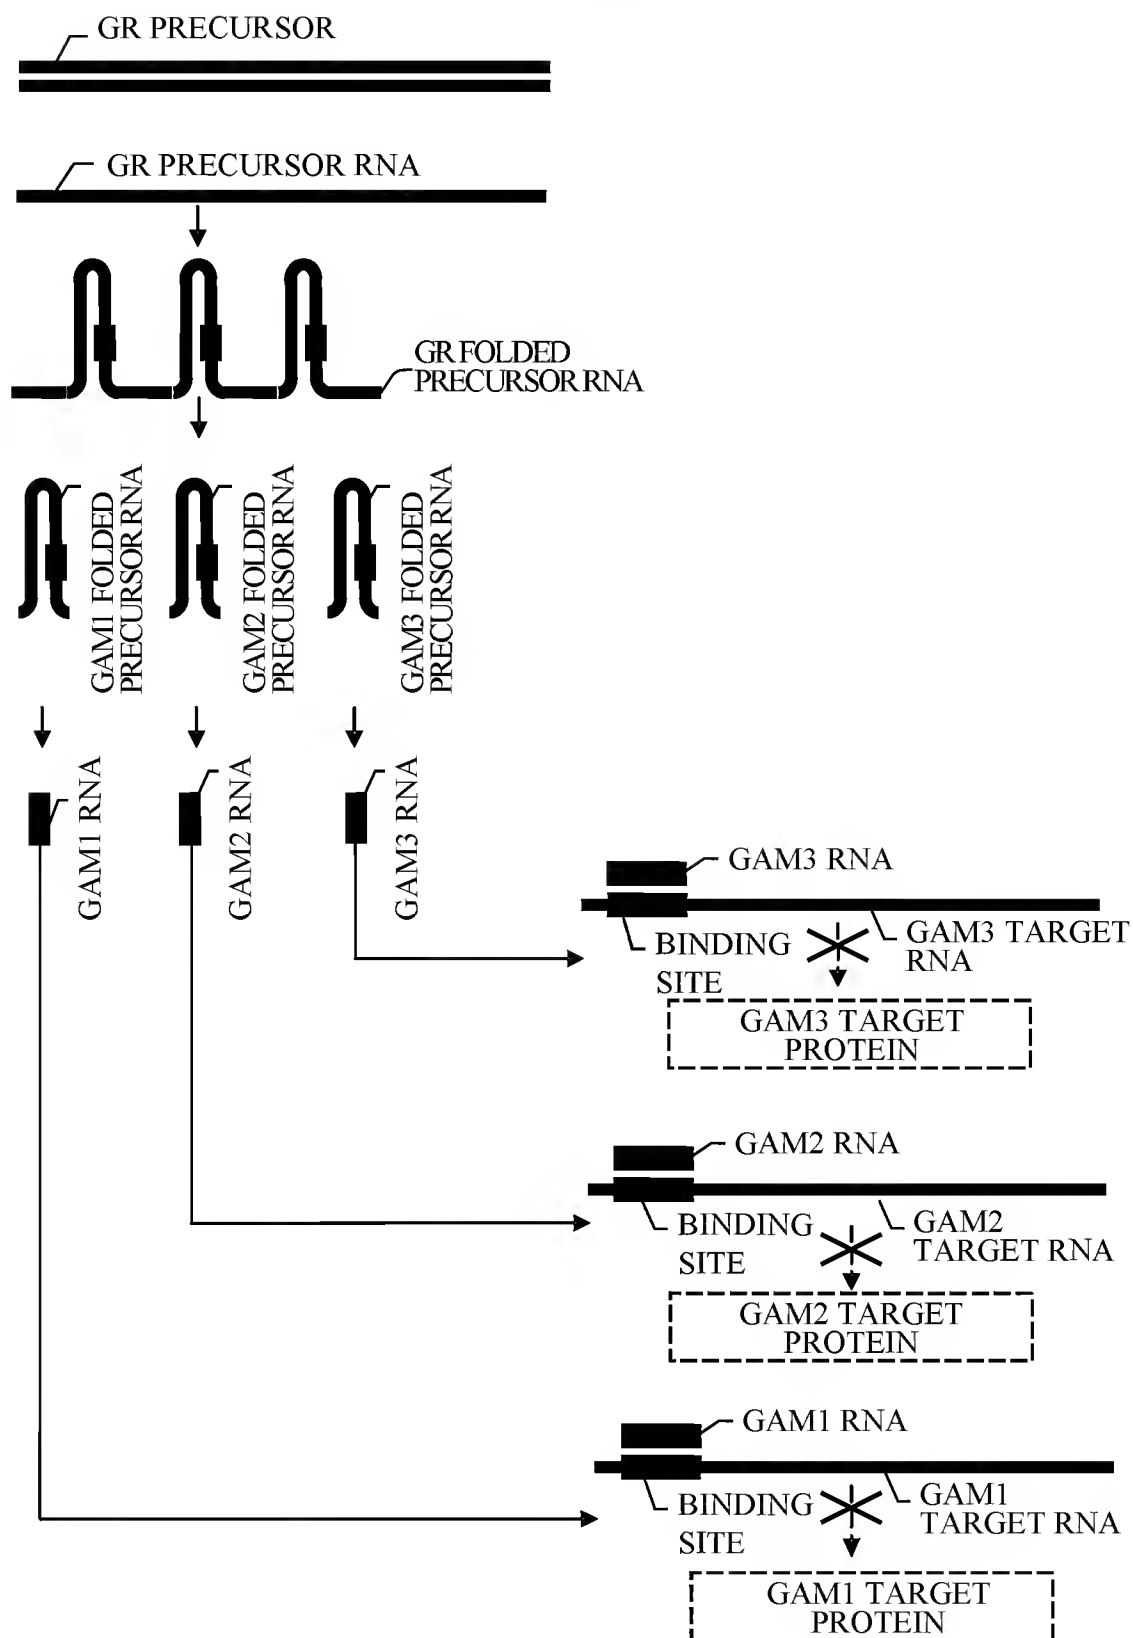 GR PRECURSOR
GR PRECURSOR RNA
GR FOLDED
PRECURSOR RNA
GAM1 FOLDED
PRECURSOR RNA
GAM2 FOLDED
PRECURSOR RNA
GAM3 FOLDED
PRECURSOR RNA
GAM1 RNA
GAM2 RNA
GAM3 RNA
GAM3 RNA
BINDING
SITE
GAM3 TARGET
RNA
GAM3 TARGET
PROTEIN
GAM2 RNA
BINDING
SITE
GAM2
TARGET RNA
GAM2 TARGET
PROTEIN
GAM1 RNA
BINDING
SITE
GAM1
TARGET RNA
GAM1 TARGET
PROTEIN